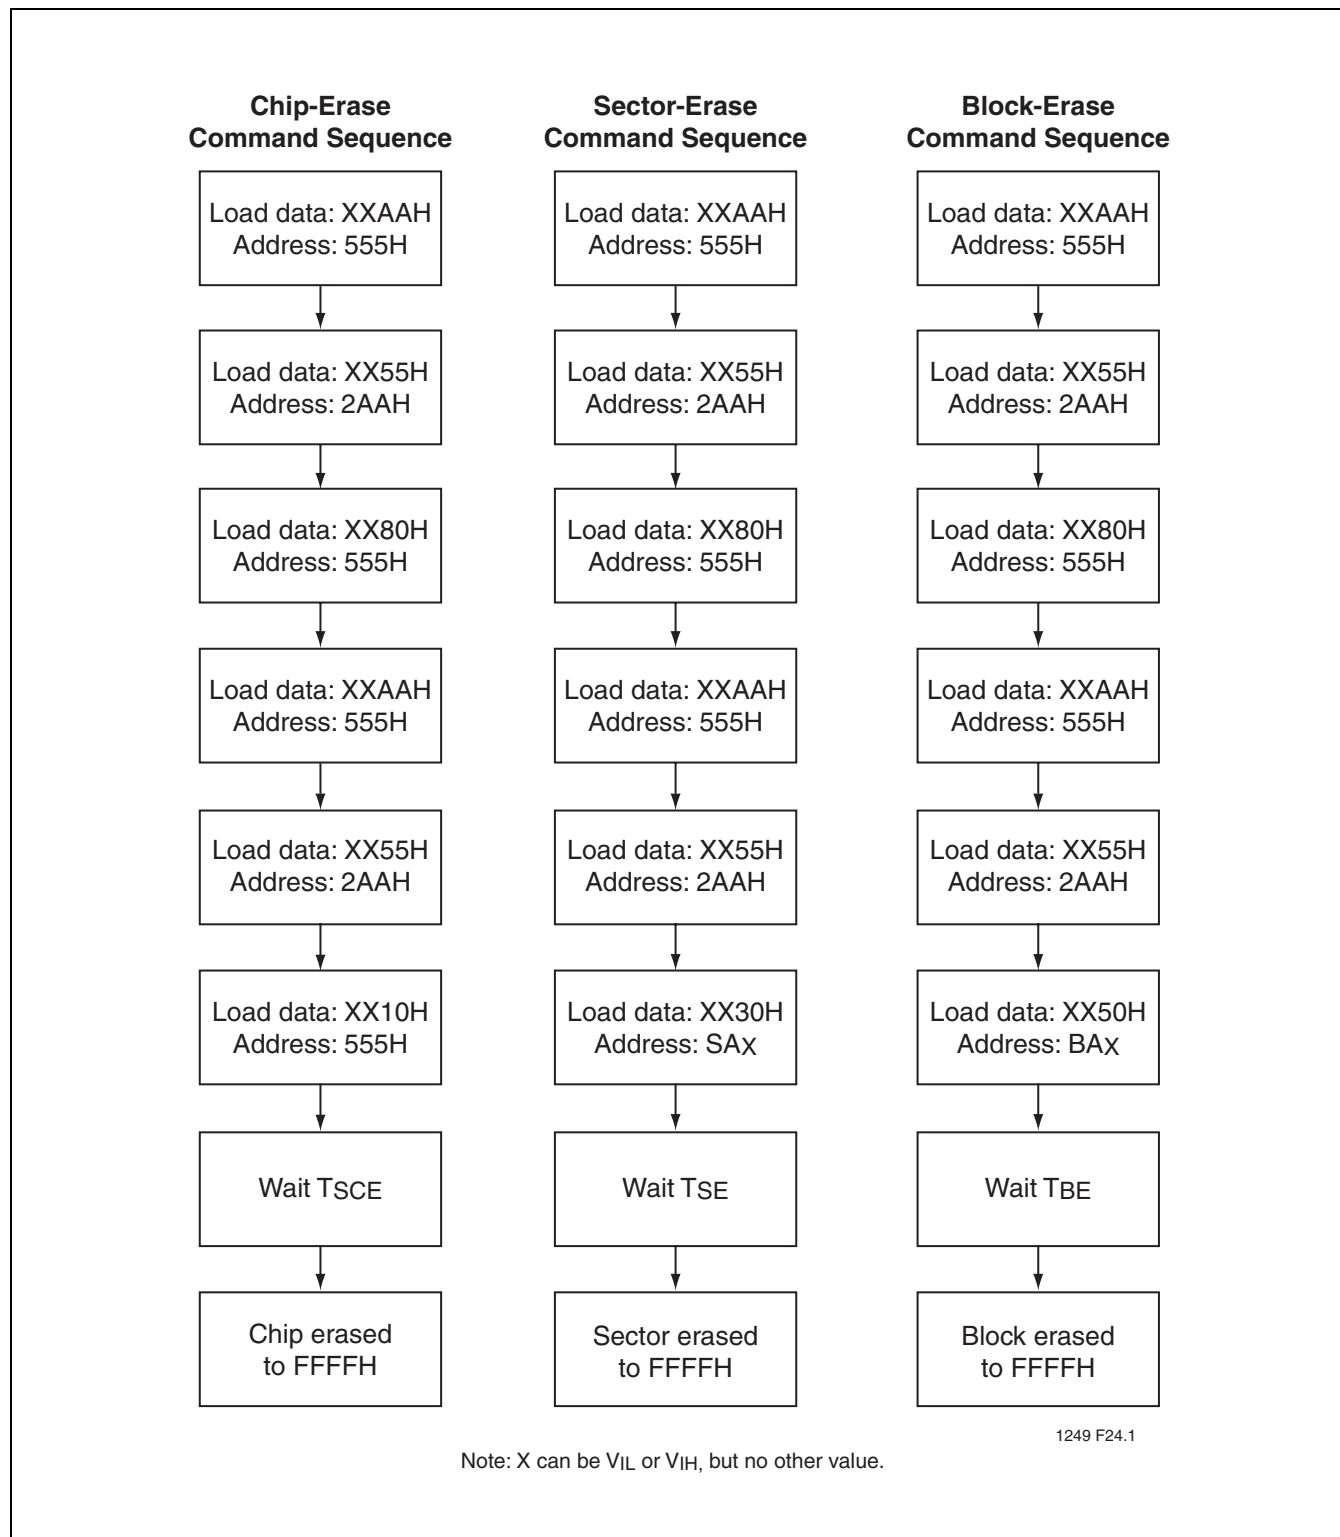 Chip-Erase
Command Sequence
Load data: XXAAH
Address: 555H
Load data: XX55H
Address: 2AAH
Load data: XX80H
Address: 555H
Load data: XXAAH
Address: 555H
Load data: XX55H
Address: 2AAH
Load data: XX10H
Address: 555H
Wait TSCE
Chip erased
to FFFFH
Sector-Erase
Command Sequence
Load data: XXAAH
Address: 555H
Load data: XX55H
Address: 2AAH
Load data: XX80H
Address: 555H
Load data: XXAAH
Address: 555H
Load data: XX55H
Address: 2AAH
Load data: XX30H
Address: SAX
Wait TSE
Sector erased
to FFFFH
Block-Erase
Command Sequence
Load data: XXAAH
Address: 555H
Load data: XX55H
Address: 2AAH
Load data: XX80H
Address: 555H
Load data: XXAAH
Address: 555H
Load data: XX55H
Address: 2AAH
Load data: XX50H
Address: BAX
Wait TBE
Block erased
to FFFFH
1249 F24.1
Note: X can be VIL or VIH, but no other value.